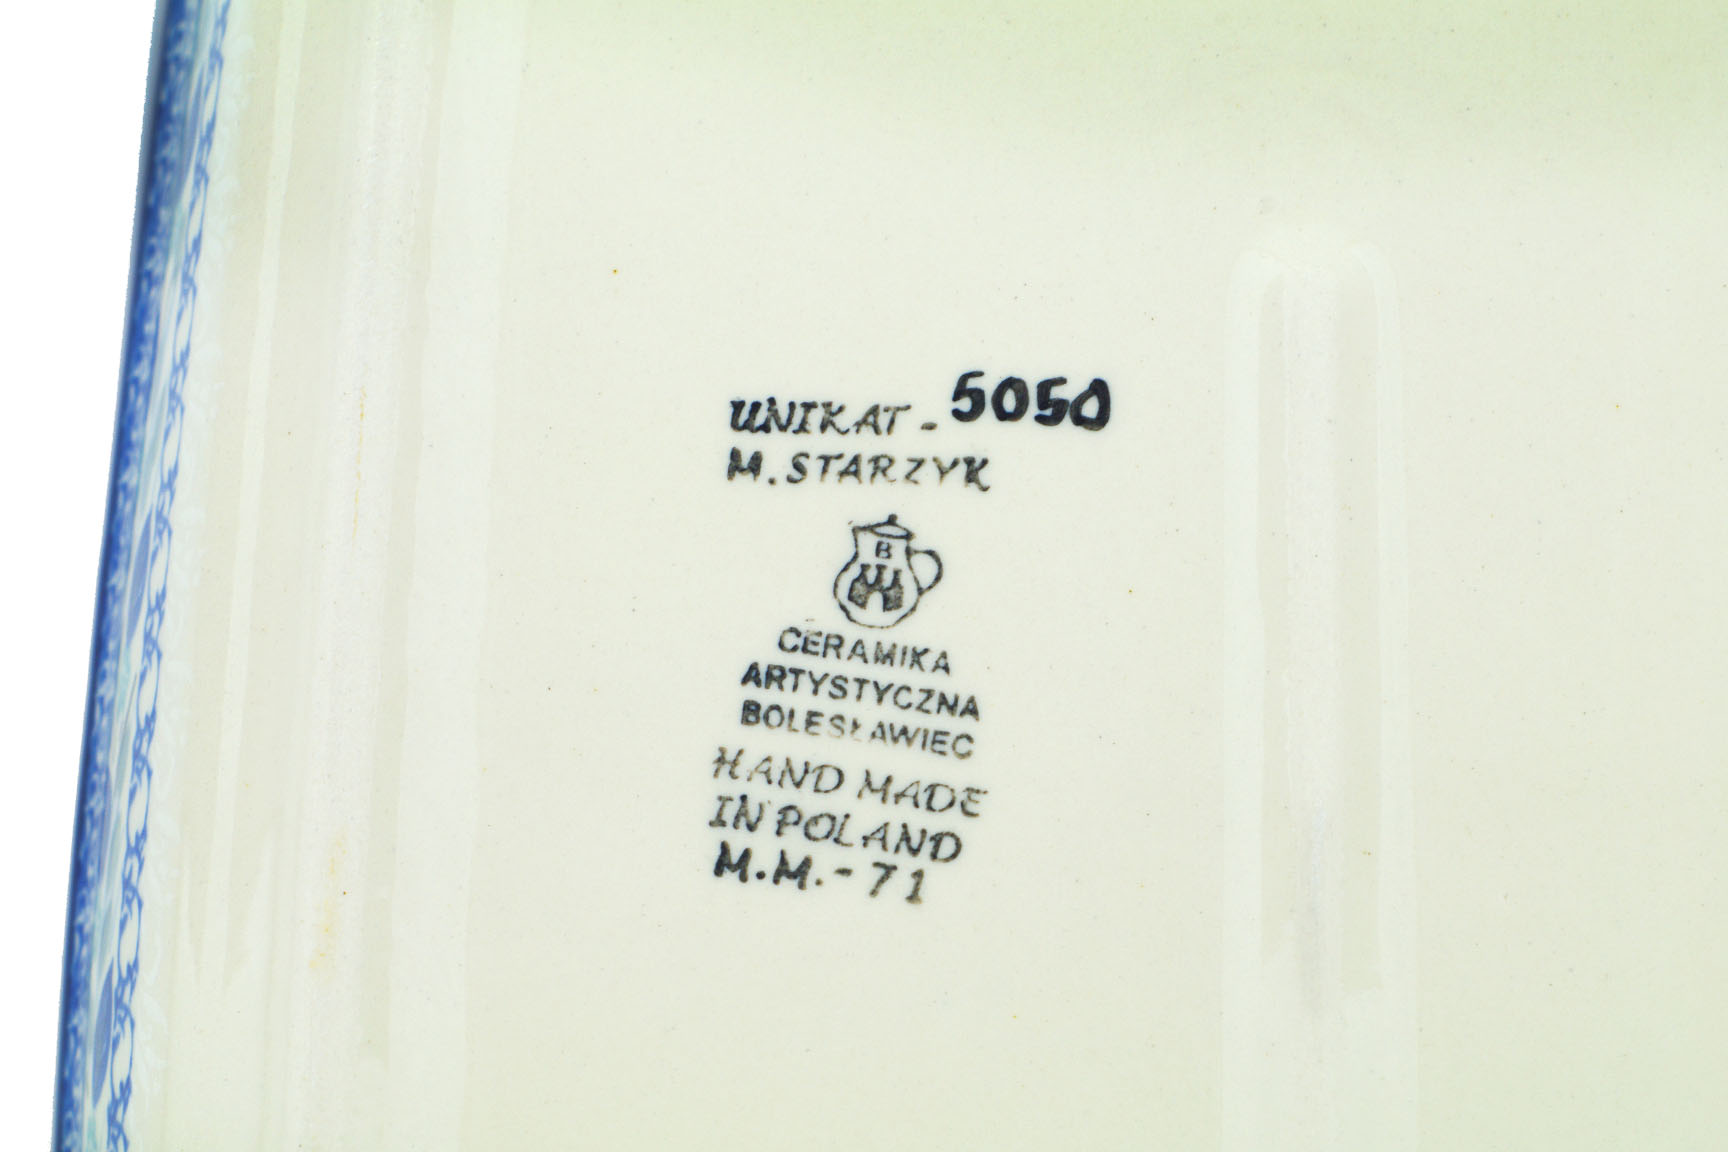 UNIKAT - 5050
M. STARZYK
B
CERAMIKA
ARTYSTYCZNA
BOLESŁAWIEC
HAND MADE
IN POLAND
M.M. - 71